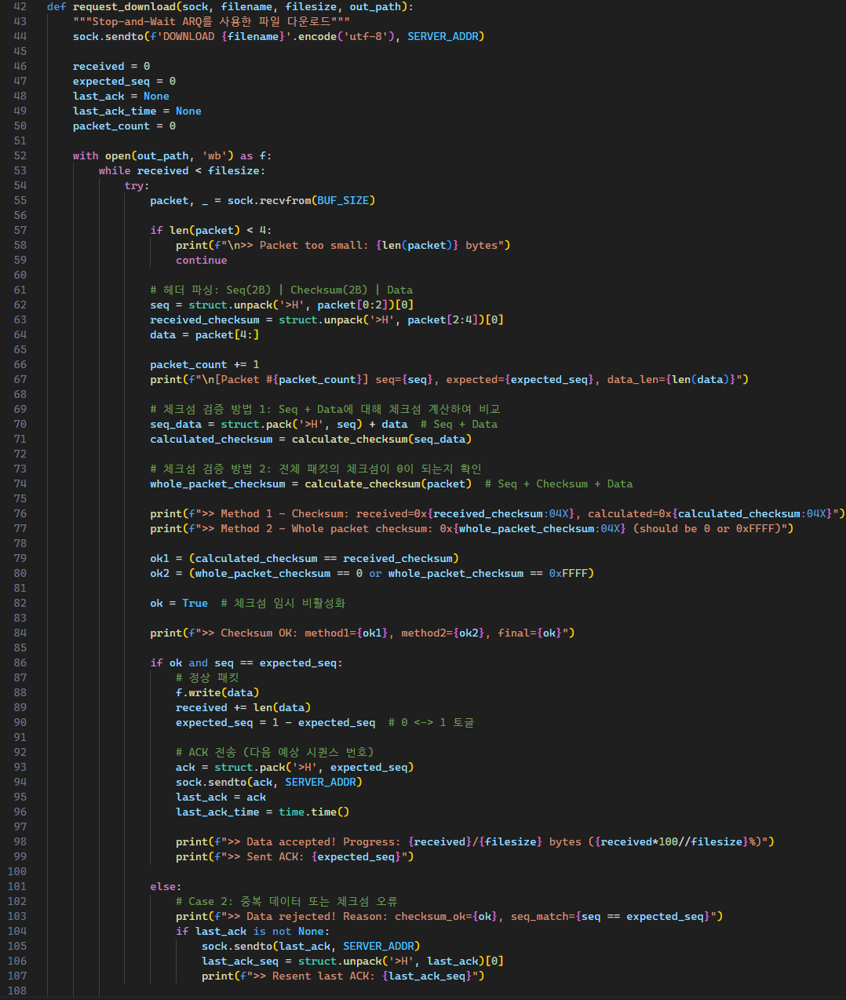 42 def request_download(sock, filename, filesize, out_path):
43     """Stop-and-Wait ARQ를 사용한 파일 다운로드"""
44     sock.sendto(f'DOWNLOAD {filename}'.encode('utf-8'), SERVER_ADDR)
45
46     received = 0
47     expected_seq = 0
48     last_ack = None
49     last_ack_time = None
50     packet_count = 0
51
52     with open(out_path, 'wb') as f:
53         while received < filesize:
54             try:
55                 packet, _ = sock.recvfrom(BUF_SIZE)
56
57                 if len(packet) < 4:
58                     print(f"\n>> Packet too small: {len(packet)} bytes")
59                     continue
60
61                 # 헤더 파싱: Seq(2B) | Checksum(2B) | Data
62                 seq = struct.unpack('>H', packet[0:2])[0]
63                 received_checksum = struct.unpack('>H', packet[2:4])[0]
64                 data = packet[4:]
65
66                 packet_count += 1
67                 print(f"\n[Packet #{packet_count}] seq={seq}, expected={expected_seq}, data_len={len(data)}")
68
69                 # 체크섬 검증 방법 1: Seq + Data에 대해 체크섬 계산하여 비교
70                 seq_data = struct.pack('>H', seq) + data  # Seq + Data
71                 calculated_checksum = calculate_checksum(seq_data)
72
73                 # 체크섬 검증 방법 2: 전체 패킷의 체크섬이 0이 되는지 확인
74                 whole_packet_checksum = calculate_checksum(packet)  # Seq + Checksum + Data
75
76                 print(f">> Method 1 - Checksum: received=0x{received_checksum:04X}, calculated=0x{calculated_checksum:04X}")
77                 print(f">> Method 2 - Whole packet checksum: 0x{whole_packet_checksum:04X} (should be 0 or 0xFFFF)")
78
79                 ok1 = (calculated_checksum == received_checksum)
80                 ok2 = (whole_packet_checksum == 0 or whole_packet_checksum == 0xFFFF)
81
82                 ok = True  # 체크섬 임시 비활성화
83
84                 print(f">> Checksum OK: method1={ok1}, method2={ok2}, final={ok}")
85
86                 if ok and seq == expected_seq:
87                     # 정상 패킷
88                     f.write(data)
89                     received += len(data)
90                     expected_seq = 1 - expected_seq  # 0 <-> 1 토글
91
92                     # ACK 전송 (다음 예상 시퀀스 번호)
93                     ack = struct.pack('>H', expected_seq)
94                     sock.sendto(ack, SERVER_ADDR)
95                     last_ack = ack
96                     last_ack_time = time.time()
97
98                     print(f">> Data accepted! Progress: {received}/{filesize} bytes ({received*100//filesize}%)")
99                     print(f">> Sent ACK: {expected_seq}")
100
101                 else:
102                     # Case 2: 중복 데이터 또는 체크섬 오류
103                     print(f">> Data rejected! Reason: checksum_ok={ok}, seq_match={seq == expected_seq}")
104                     if last_ack is not None:
105                         sock.sendto(last_ack, SERVER_ADDR)
106                         last_ack_seq = struct.unpack('>H', last_ack)[0]
107                         print(f">> Resent last ACK: {last_ack_seq}")
108